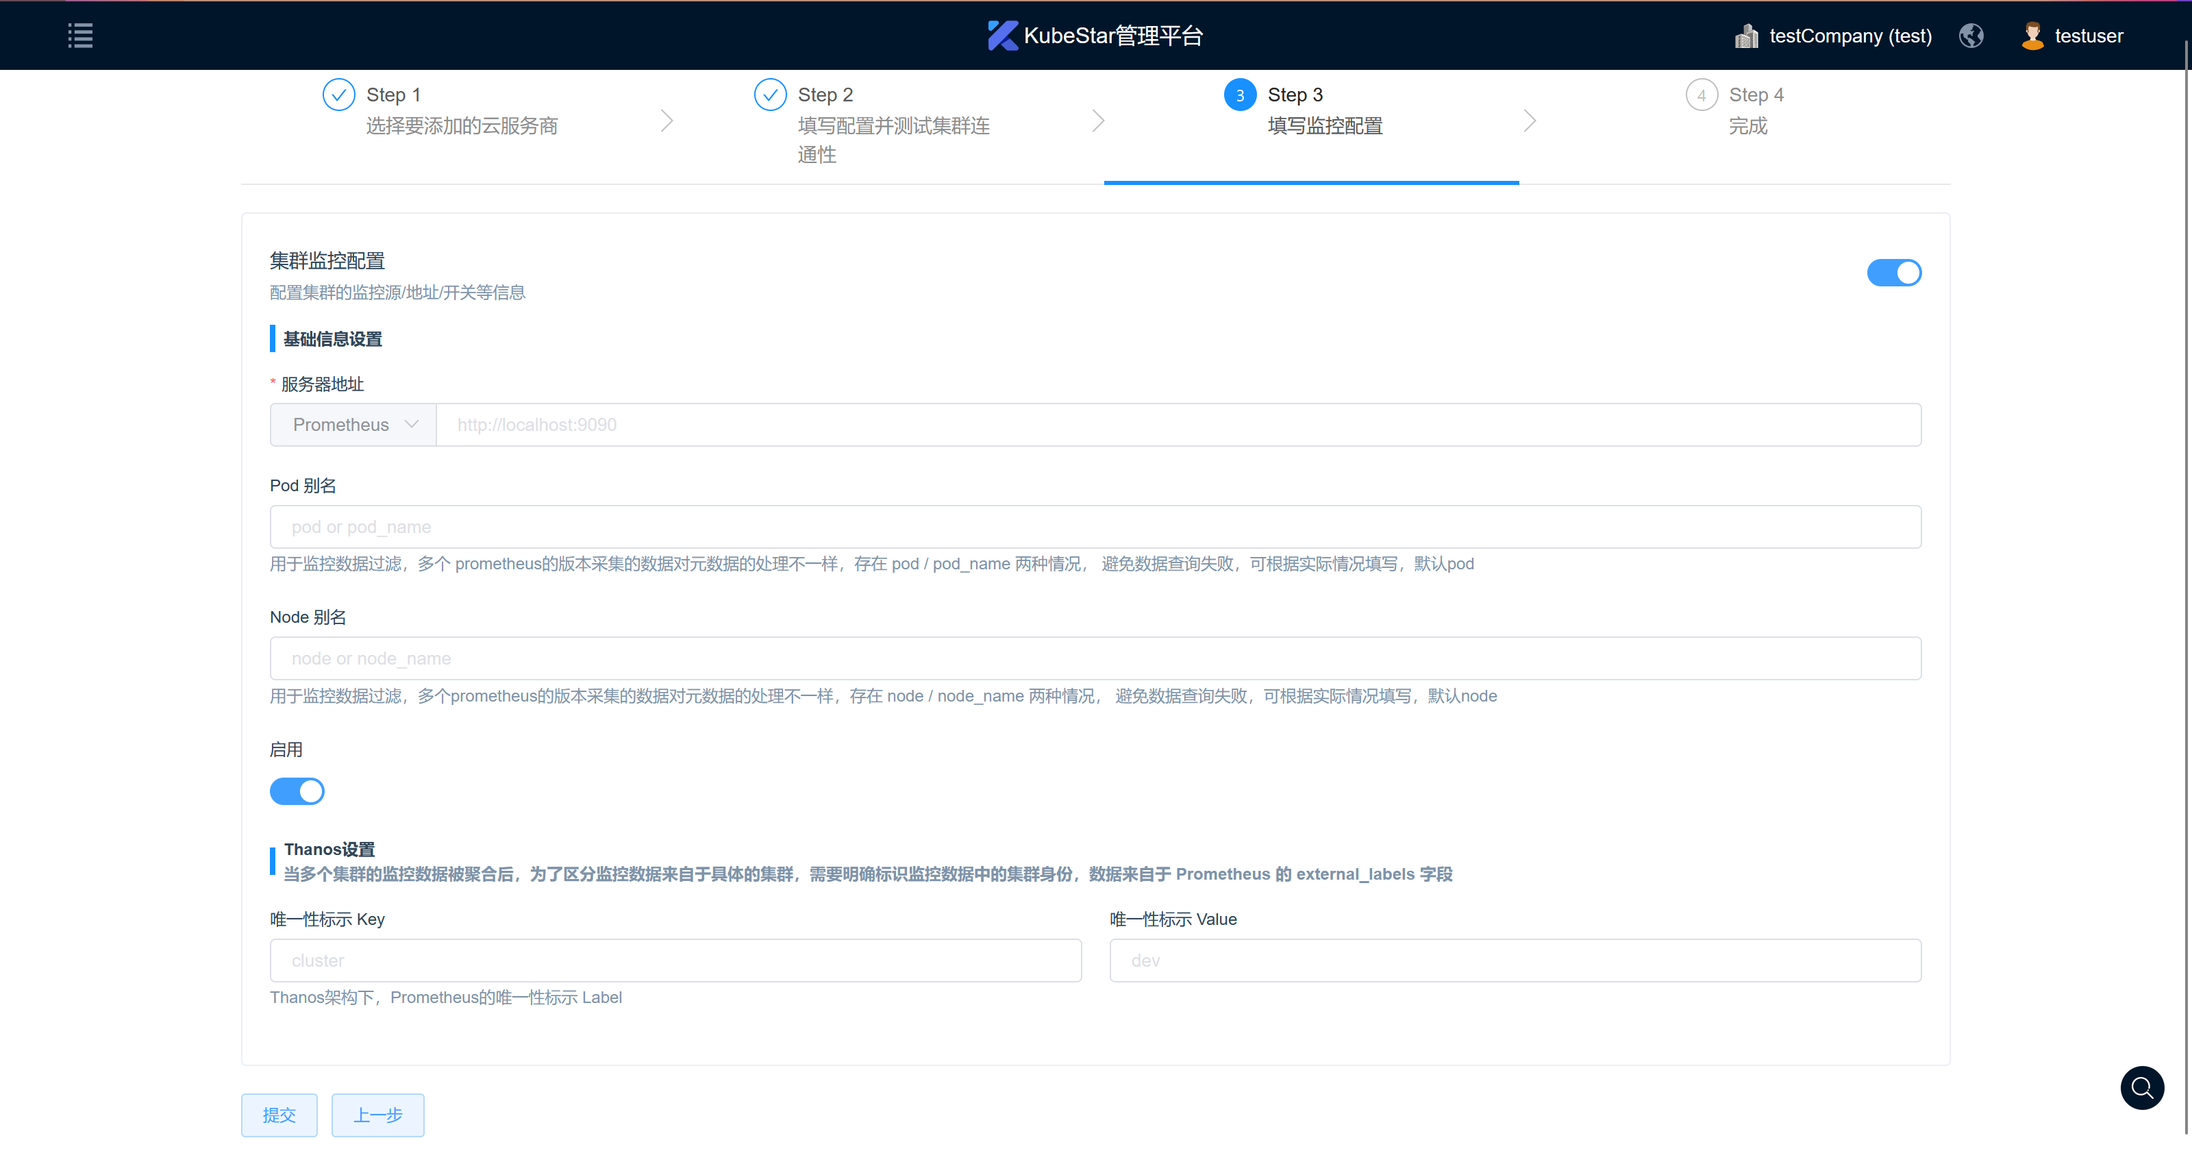 KubeStar管理平台
testCompany (test)
testuser
Step 1
选择要添加的云服务商
Step 2
填写配置并测试集群连
通性
3
Step 3
填写监控配置
4
Step 4
完成
集群监控配置
配置集群的监控源/地址/开关等信息
基础信息设置
* 服务器地址
Prometheus
http://localhost:9090
Pod 别名
pod or pod_name
用于监控数据过滤，多个 prometheus的版本采集的数据对元数据的处理不一样，存在 pod / pod_name 两种情况， 避免数据查询失败，可根据实际情况填写，默认pod
Node 别名
node or node_name
用于监控数据过滤，多个prometheus的版本采集的数据对元数据的处理不一样，存在 node / node_name 两种情况， 避免数据查询失败，可根据实际情况填写，默认node
启用
Thanos设置
当多个集群的监控数据被聚合后，为了区分监控数据来自于具体的集群，需要明确标识监控数据中的集群身份，数据来自于 Prometheus 的 external_labels 字段
唯一性标示 Key
唯一性标示 Value
cluster
dev
Thanos架构下，Prometheus的唯一性标示 Label
提交
上一步